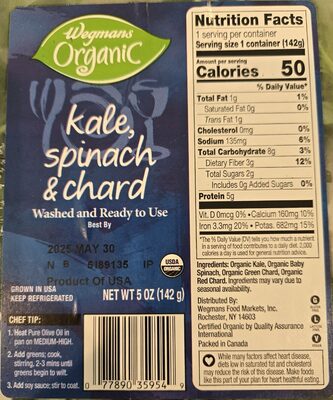 Wegmans
Organic
kale,
spinach
& chard
Washed and Ready to Use
Best By
2025 MAY 30
N B 5189135 IP
Product Of USA
USDA
ORGANIC
GROWN IN USA
KEEP REFRIGERATED
NET WT 5 OZ (142 g)
CHEF TIP:
1. Heat Pure Olive Oil in
pan on MEDIUM-HIGH.
2. Add greens; cook,
stirring, 2-3 mins until
greens begin to wilt.
3. Add soy sauce; stir to coat.
0 77890 35954 9
Nutrition Facts
1 serving per container
Serving size 1 container (142g)
Amount per serving
Calories 50
% Daily Value*
Total Fat 1g 1%
Saturated Fat 0g 0%
Trans Fat 1g
Cholesterol 0mg 0%
Sodium 135mg 6%
Total Carbohydrate 8g 3%
Dietary Fiber 3g 12%
Total Sugars 2g
Includes 0g Added Sugars 0%
Protein 5g
Vit. D 0mcg 0% • Calcium 160mg 10%
Iron 3.3mg 20% • Potas. 682mg 15%
*The % Daily Value (DV) tells you how much a nutrient
in a serving of food contributes to a daily diet. 2,000
calories a day is used for general nutrition advice.
Ingredients: Organic Kale, Organic Baby
Spinach, Organic Green Chard, Organic
Red Chard. ingredients may vary due to
seasonal availability.
Distributed By:
Wegmans Food Markets, Inc.
Rochester, NY 14603
Certified Organic by Quality Assurance
International
Packed in Canada
G
L
V
While many factors affect heart disease,
diets low in saturated fat and cholesterol
may reduce the risk of this disease. Make foods
like this part of your plan for heart healthful eating.